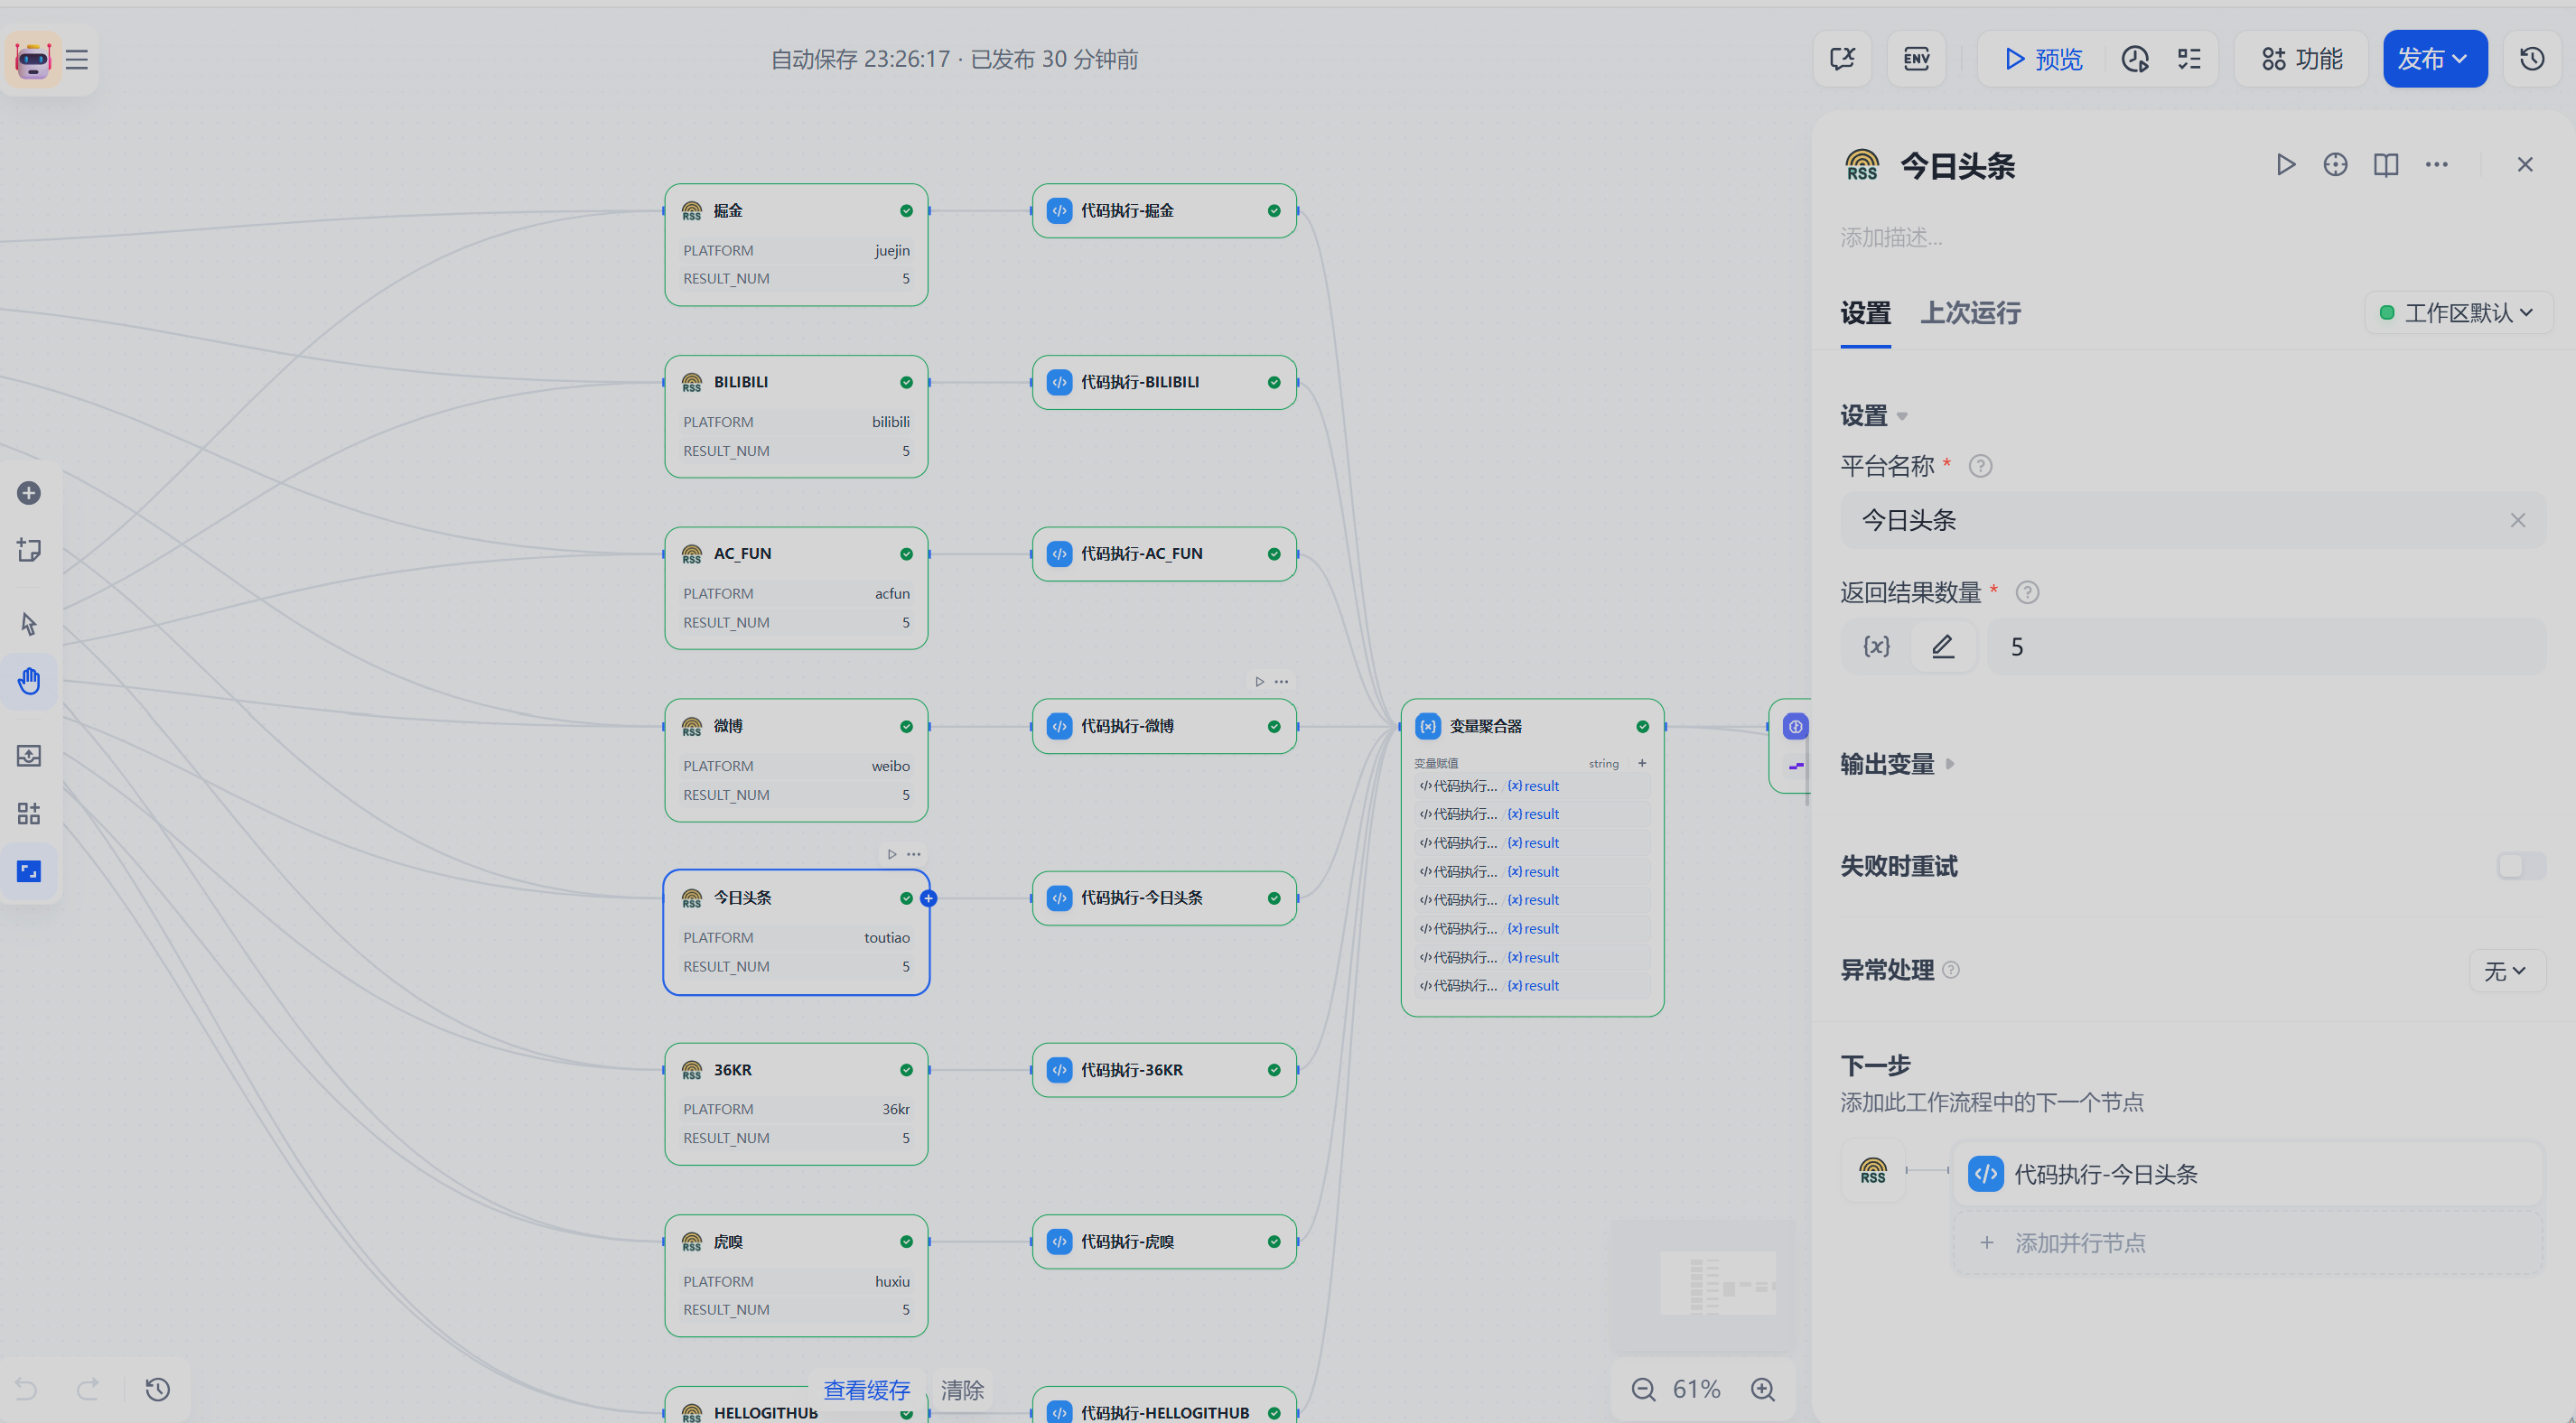 自动保存 23:26:17 · 已发布 30 分钟前
ENV
预览
功能
发布
RSS 掘金
PLATFORM juejin
RESULT_NUM 5
代码执行-掘金
RSS BILIBILI
PLATFORM bilibili
RESULT_NUM 5
代码执行-BILIBILI
RSS AC_FUN
PLATFORM acfun
RESULT_NUM 5
代码执行-AC_FUN
RSS 微博
PLATFORM weibo
RESULT_NUM 5
代码执行-微博
RSS 今日头条
PLATFORM toutiao
RESULT_NUM 5
代码执行-今日头条
RSS 36KR
PLATFORM 36kr
RESULT_NUM 5
代码执行-36KR
RSS 虎嗅
PLATFORM huxiu
RESULT_NUM 5
代码执行-虎嗅
RSS HELLOGITHUB
代码执行-HELLOGITHUB
{x} 变量聚合器
变量赋值 string +
代码执行... / {x} result
代码执行... / {x} result
代码执行... / {x} result
代码执行... / {x} result
代码执行... / {x} result
代码执行... / {x} result
代码执行... / {x} result
代码执行... / {x} result
查看缓存 清除
61%
RSS 今日头条
添加描述...
设置 上次运行
工作区默认
设置
平台名称 *
今日头条
返回结果数量 *
{x} 5
输出变量
失败时重试
异常处理 无
下一步
添加此工作流程中的下一个节点
RSS 代码执行-今日头条
+ 添加并行节点